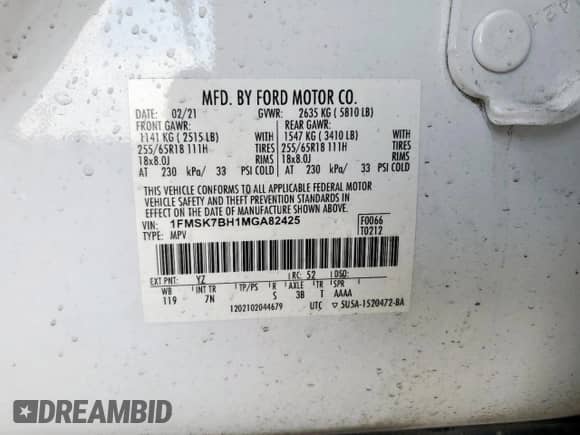 MFD. BY FORD MOTOR CO.
DATE: 02/21 GVWR: 2635 KG ( 5810 LB)
FRONT GAWR: REAR GAWR:
1141 KG ( 2515 LB) WITH 1547 KG ( 3410 LB) WITH
255/65R18 111H TIRES 255/65R18 111H TIRES
18x8.0J RIMS 18x8.0J RIMS
AT 230 kPa/ 33 PSI COLD AT 230 kPa/ 33 PSI COLD
THIS VEHICLE CONFORMS TO ALL APPLICABLE FEDERAL MOTOR
VEHICLE SAFETY AND THEFT PREVENTION STANDARDS IN EFFECT
ON THE DATE OF MANUFACTURE SHOWN ABOVE.
VIN: 1FMSK7BH1MGA82425 F0066
TYPE: MPV T0212
EXT PNT: YZ RC: 52 DSO:
WB INT TR TP/PS R AXLE TR SPR
119 7N S 3B T AAAA
1202102044679 UTC ▽ 5U5A-1520472-BA
DREAMBID